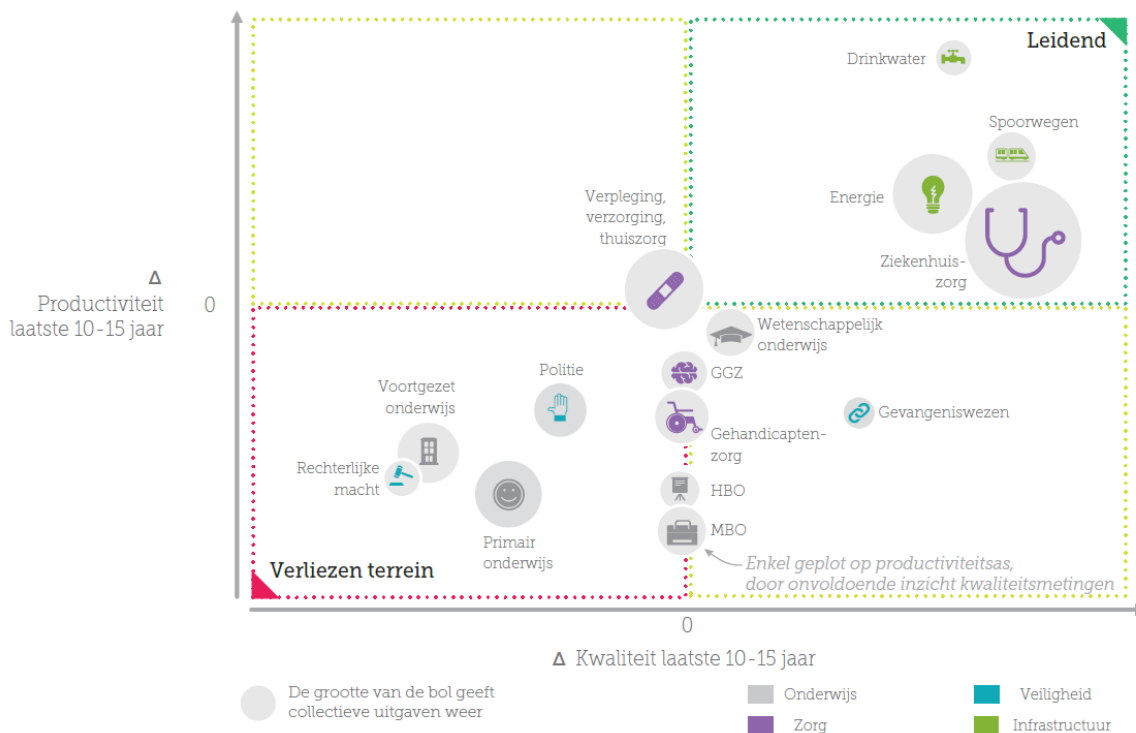 Leidend
Drinkwater
Spoorwegen
Verpleging,
verzorging,
thuiszorg
Energie
Ziekenhuis-
zorg
Δ
Productiviteit
laatste 10-15 jaar
0
Wetenschappelijk
onderwijs
Politie
GGZ
Voortgezet
onderwijs
Gevangeniswezen
Gehandicapten-
zorg
Rechterlijke
macht
HBO
Primair
onderwijs
MBO
Enkel geplot op productiviteitsas,
door onvoldoende inzicht kwaliteitsmetingen
Verliezen terrein
0
Δ Kwaliteit laatste 10-15 jaar
De grootte van de bol geeft
collectieve uitgaven weer
Onderwijs
Veiligheid
Zorg
Infrastructuur